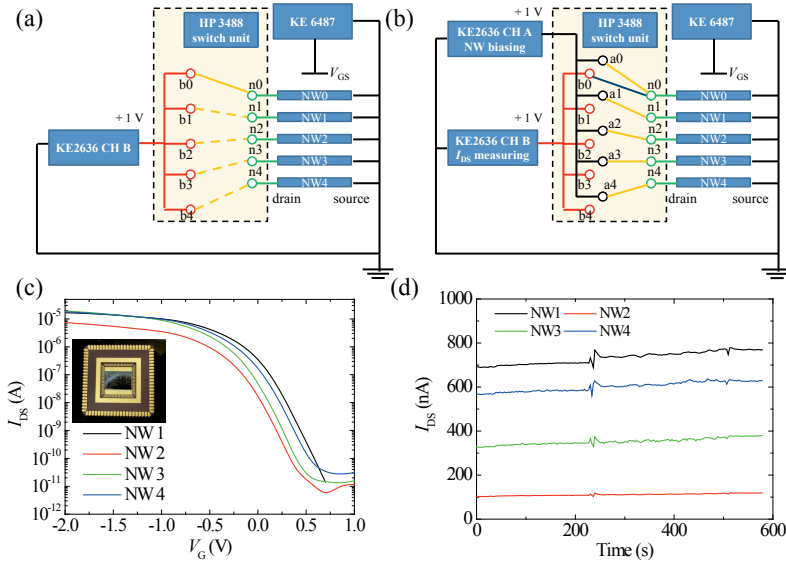 (a)
HP 3488
switch unit
KE 6487
VGS
b0
n0
NW0
b1
n1
NW1
+ 1 V
KE2636 CH B
b2
n2
NW2
b3
n3
NW3
b4
n4
NW4
drain
source
(b)
+ 1 V
KE2636 CH A
NW biasing
HP 3488
switch unit
KE 6487
VGS
a0
b0
n0
NW0
a1
b1
n1
NW1
+ 1 V
KE2636 CH B
IDS measuring
a2
b2
n2
NW2
a3
b3
n3
NW3
a4
b4
n4
NW4
drain
source
(c)
IDS (A)
10-5
10-6
10-7
10-8
10-9
10-10
10-11
10-12
NW 1
NW 2
NW 3
NW 4
-2.0 -1.5 -1.0 -0.5 0.0 0.5 1.0
VG (V)
(d)
IDS (nA)
1000
800
600
400
200
0
NW1 NW2
NW3 NW4
0 200 400 600
Time (s)